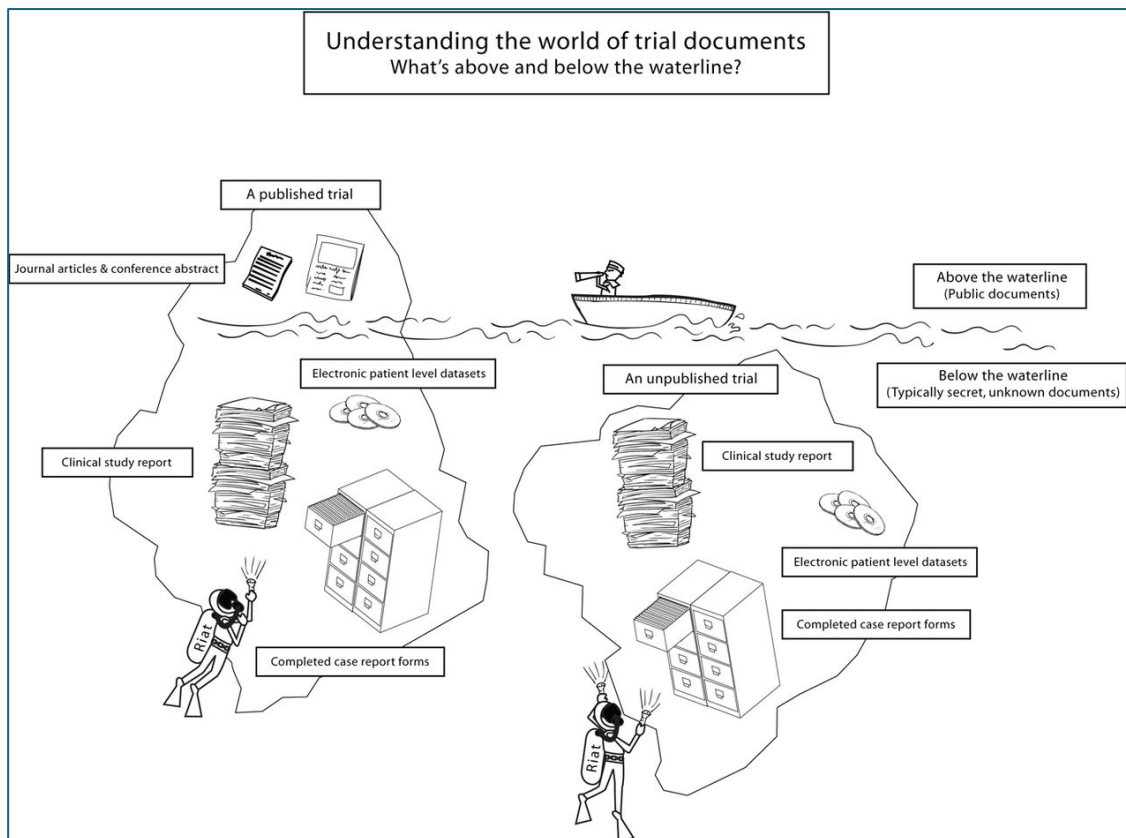 Understanding the world of trial documents
What's above and below the waterline?
A published trial
Journal articles & conference abstract
Above the waterline
(Public documents)
Electronic patient level datasets
An unpublished trial
Below the waterline
(Typically secret, unknown documents)
Clinical study report
Clinical study report
Electronic patient level datasets
Riat
Completed case report forms
Completed case report forms
Riat